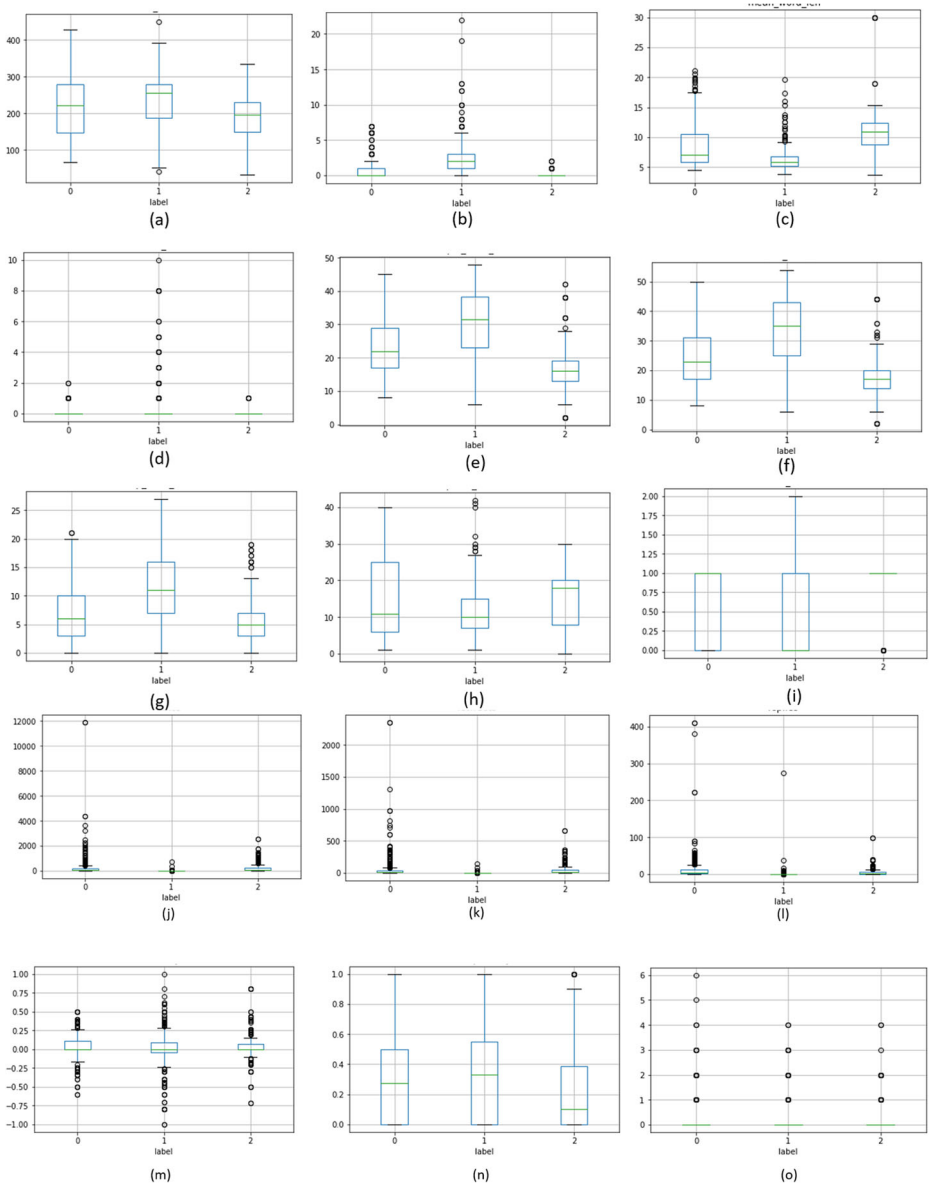 400
300
200
100
0 1 2
label
(a)
20
15
10
5
0
0 1 2
label
(b)
mean_word_len
30
25
20
15
10
5
0 1 2
label
(c)
10
8
6
4
2
0
0 1 2
label
(d)
50
40
30
20
10
0
0 1 2
label
(e)
50
40
30
20
10
0
0 1 2
label
(f)
25
20
15
10
5
0
0 1 2
label
(g)
40
30
20
10
0
0 1 2
label
(h)
2.00
1.75
1.50
1.25
1.00
0.75
0.50
0.25
0.00
0 1 2
label
(i)
12000
10000
8000
6000
4000
2000
0
0 1 2
label
(j)
2000
1500
1000
500
0
0 1 2
label
(k)
400
300
200
100
0
0 1 2
label
(l)
1.00
0.75
0.50
0.25
0.00
−0.25
−0.50
−0.75
−1.00
0 1 2
label
(m)
1.0
0.8
0.6
0.4
0.2
0.0
0 1 2
label
(n)
6
5
4
3
2
1
0
0 1 2
label
(o)